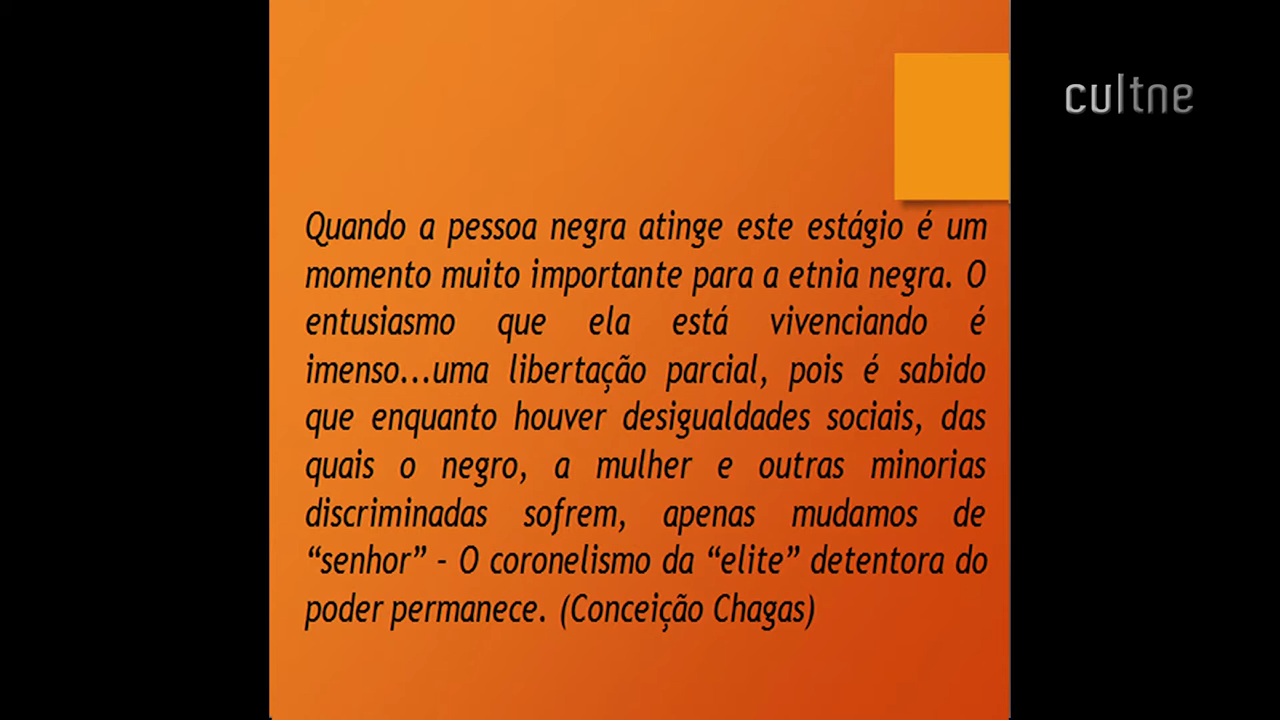 cultne
Quando a pessoa negra atinge este estágio é um
momento muito importante para a etnia negra. O
entusiasmo que ela está vivenciando é
imenso...uma libertação parcial, pois é sabido
que enquanto houver desigualdades sociais, das
quais o negro, a mulher e outras minorias
discriminadas sofrem, apenas mudamos de
“senhor” - O coronelismo da “elite” detentora do
poder permanece. (Conceição Chagas)